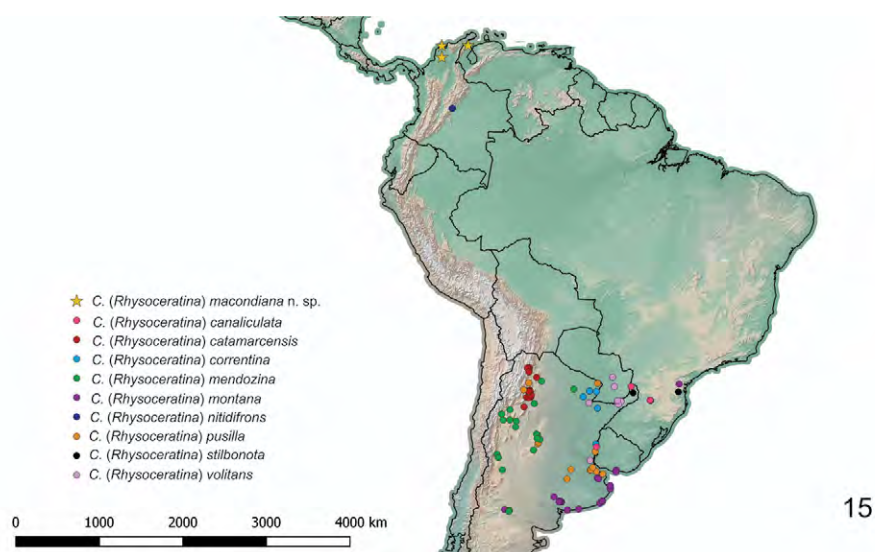 C. (Rhysoceratina) macondiana n. sp.
C. (Rhysoceratina) canaliculata
C. (Rhysoceratina) catamarcensis
C. (Rhysoceratina) correntina
C. (Rhysoceratina) mendozina
C. (Rhysoceratina) montana
C. (Rhysoceratina) nitidifrons
C. (Rhysoceratina) pusilla
C. (Rhysoceratina) stilbonota
C. (Rhysoceratina) volitans
15
0 1000 2000 3000 4000 km